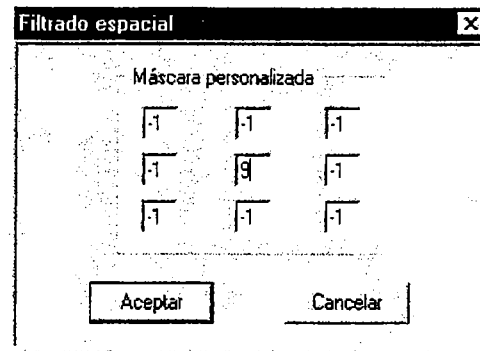 Filtrado espacial
Máscara personalizada
-1 -1 -1
-1 9 -1
-1 -1 -1
Aceptar Cancelar